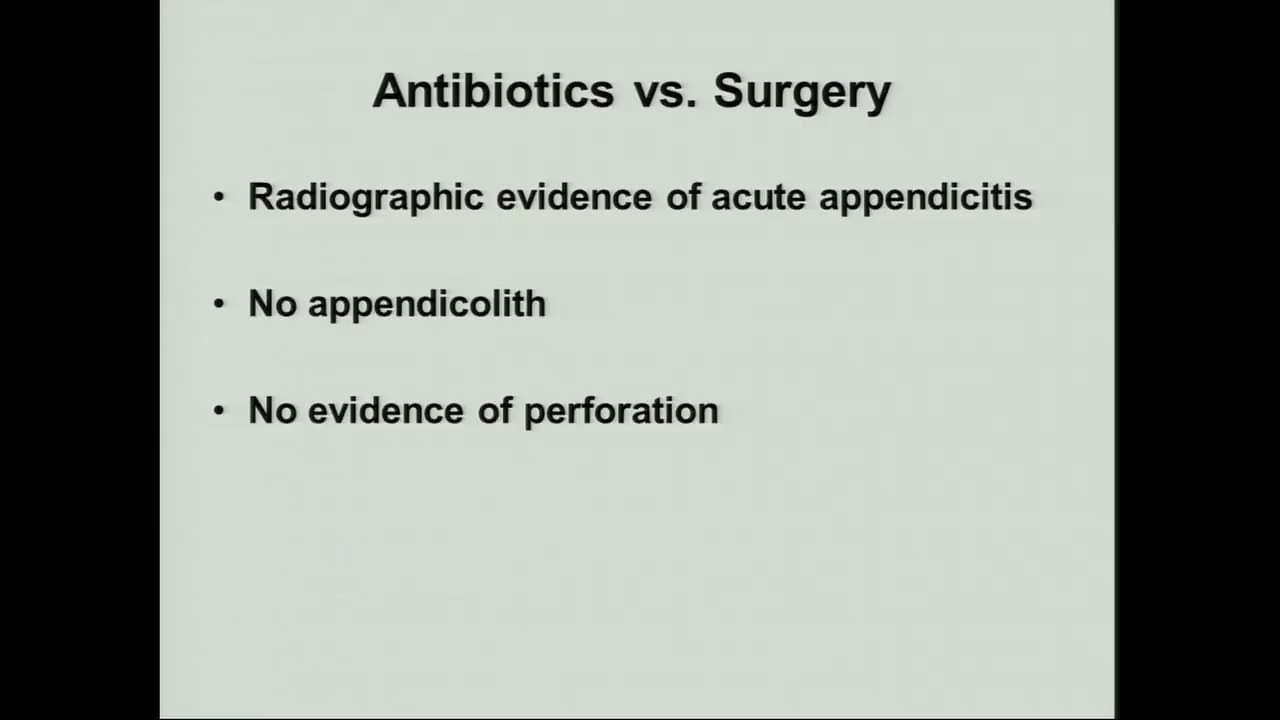 Antibiotics vs. Surgery
• Radiographic evidence of acute appendicitis
• No appendicolith
• No evidence of perforation